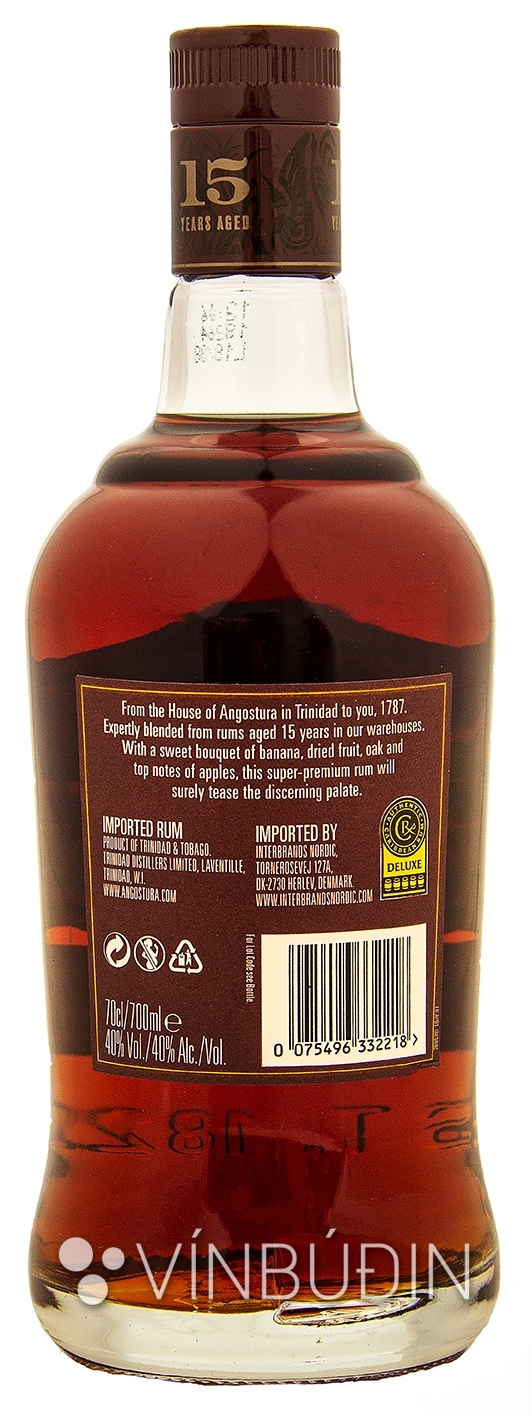 15
YEARS AGED
From the House of Angostura in Trinidad to you, 1787.
Expertly blended from rums aged 15 years in our warehouses.
With a sweet bouquet of banana, dried fruit, oak and
top notes of apples, this super-premium rum will
surely tease the discerning palate.
IMPORTED RUM
PRODUCT OF TRINIDAD & TOBAGO.
TRINIDAD DISTILLERS LIMITED, LAVENTILLE,
TRINIDAD, W.I.
WWW.ANGOSTURA.COM
IMPORTED BY
INTERBRANDS NORDIC,
TORNEROSEVEJ 127A,
DK-2730 HERLEV, DENMARK.
WWW.INTERBRANDSNORDIC.COM
AUTHENTIC
CARIBBEAN RUM
CR
DELUXE
For Lot Code see Bottle.
70cl/700ml e
40% Vol./40% Alc./Vol.
0 075496 332218 >
VÍNBÚÐIN